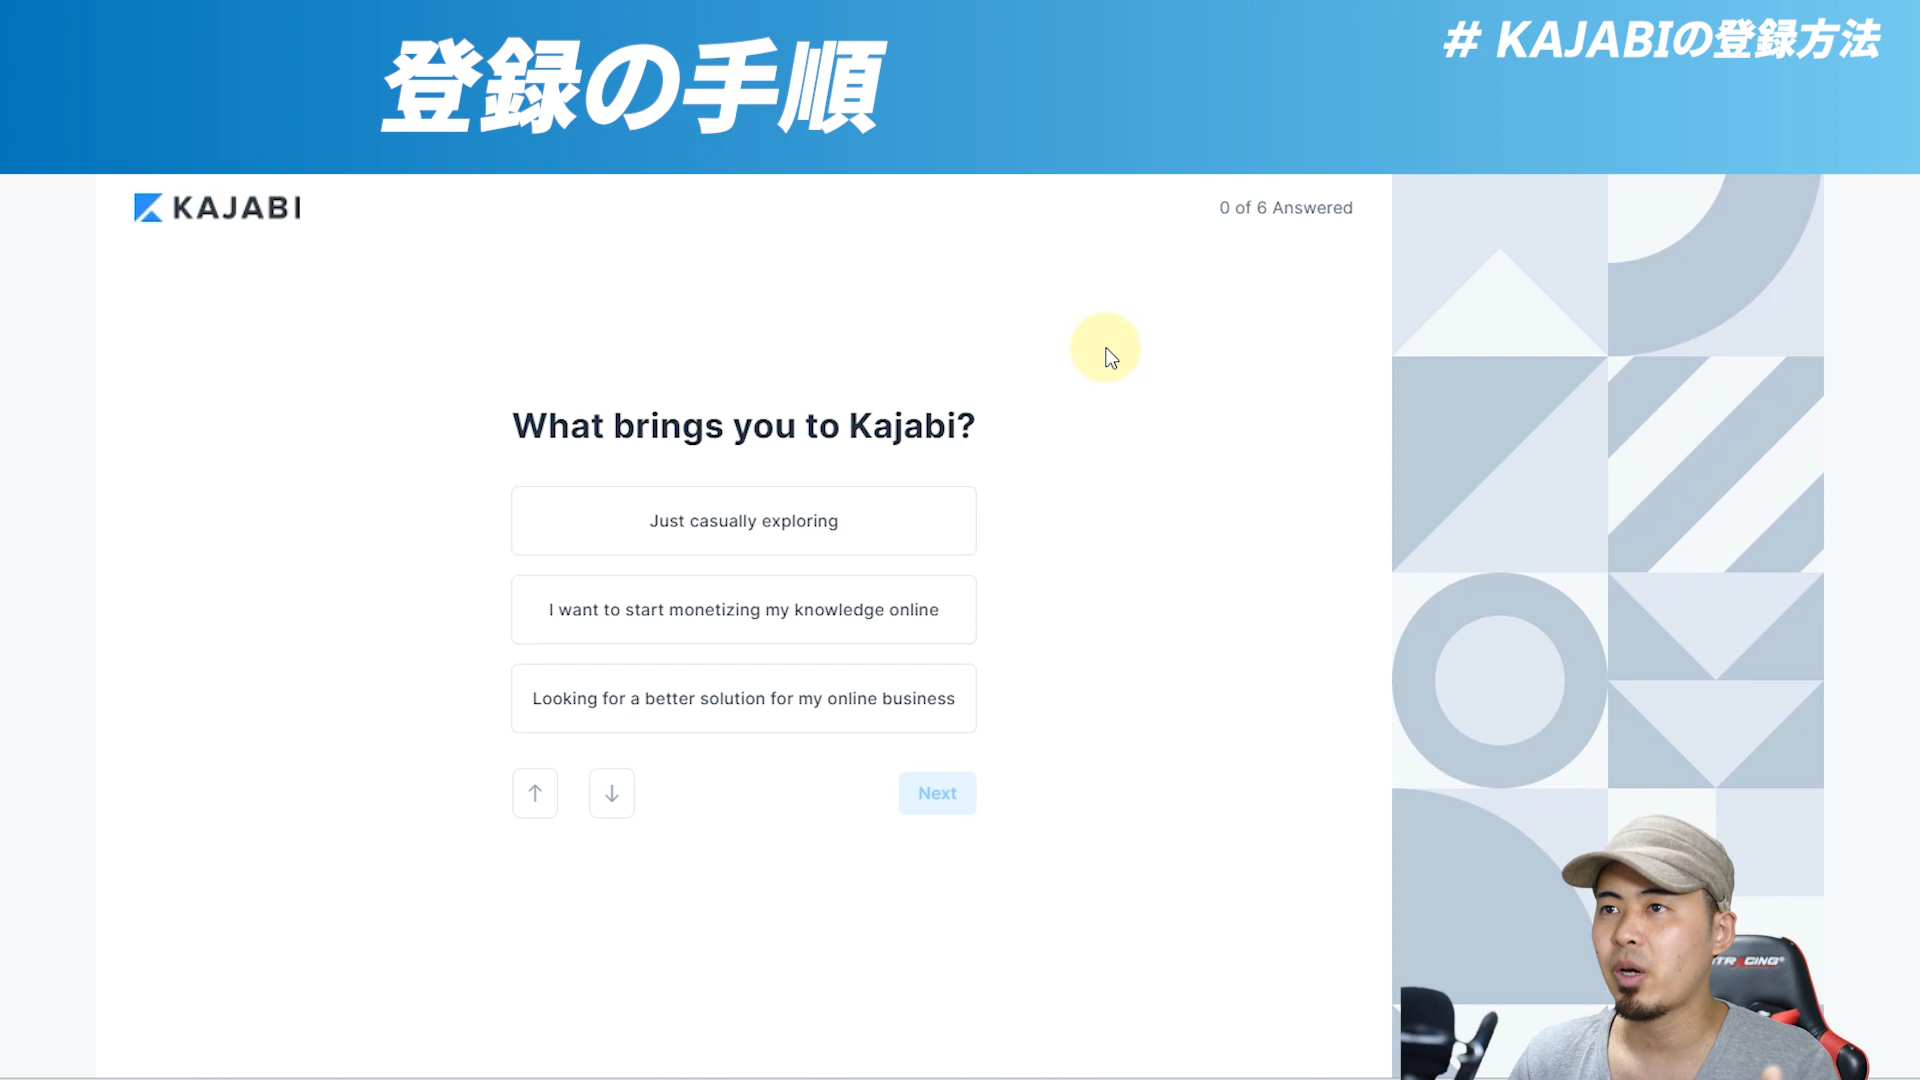 登録の手順
# KAJABIの登録方法
KAJABI
0 of 6 Answered
What brings you to Kajabi?
Just casually exploring
I want to start monetizing my knowledge online
Looking for a better solution for my online business
Next